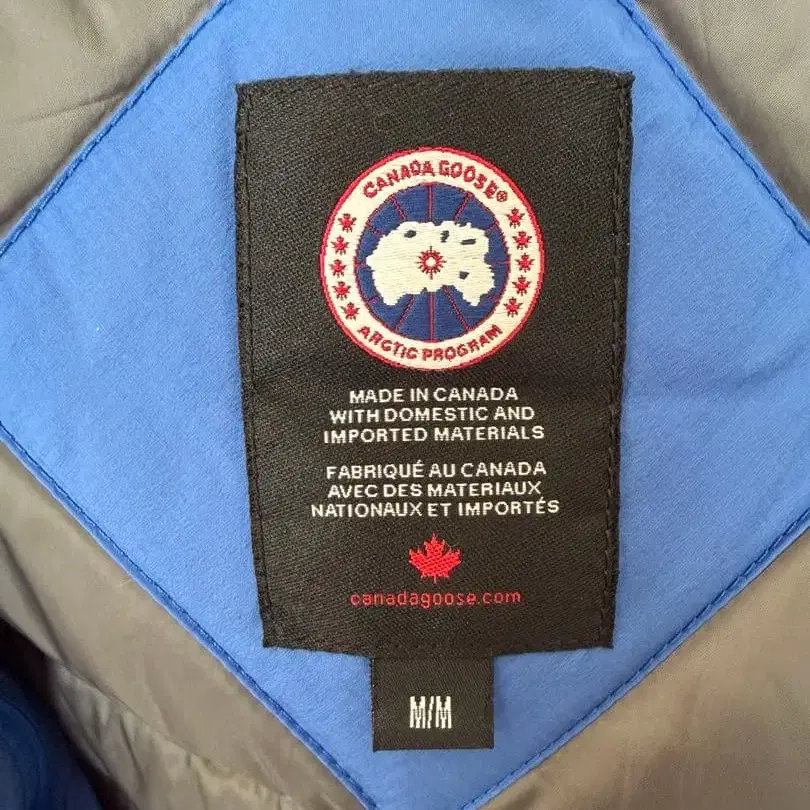 CANADA GOOSE®
ARCTIC PROGRAM
MADE IN CANADA
WITH DOMESTIC AND
IMPORTED MATERIALS
FABRIQUÉ AU CANADA
AVEC DES MATERIAUX
NATIONAUX ET IMPORTÉS
canadagoose.com
M/M